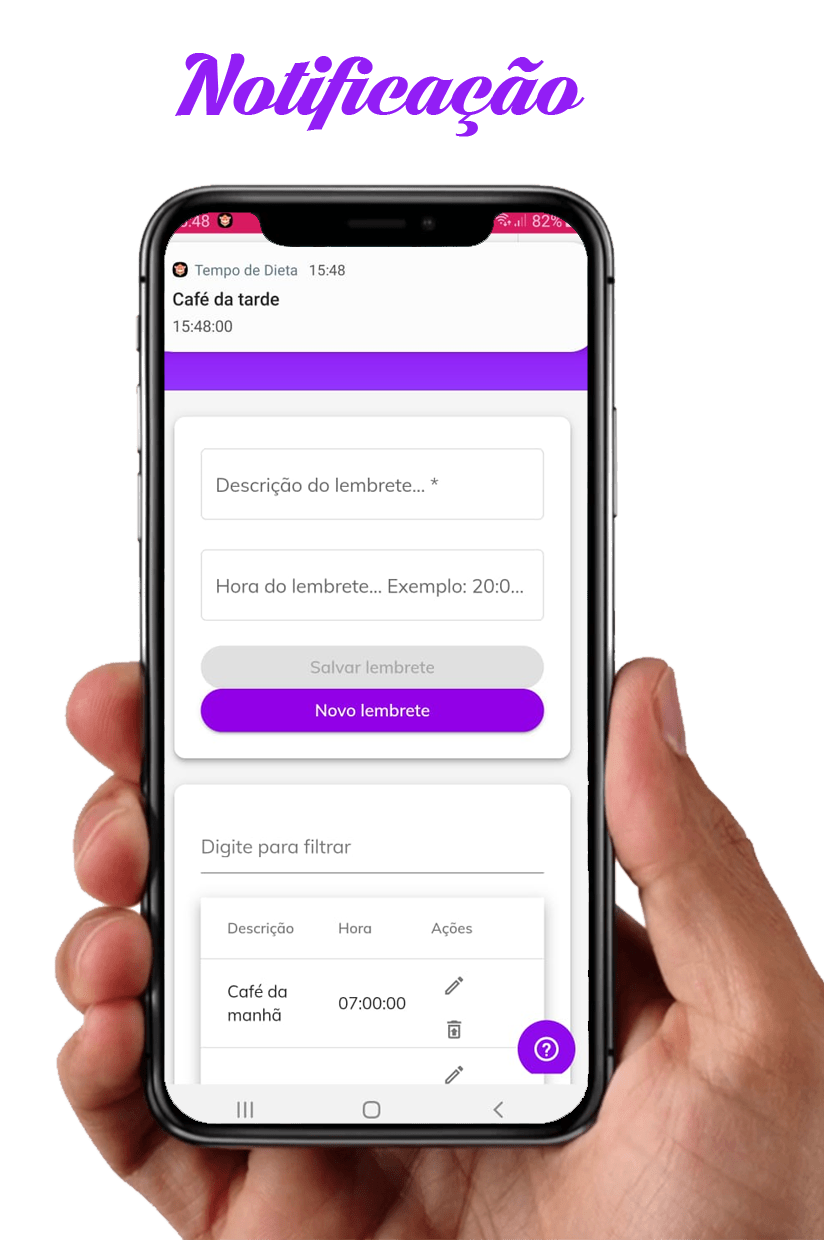 Notificação
:48 82%
Tempo de Dieta 15:48
Café da tarde
15:48:00
Descrição do lembrete... *
Hora do lembrete... Exemplo: 20:0...
Salvar lembrete
Novo lembrete
Digite para filtrar
Descrição Hora Ações
Café da
manhã
07:00:00